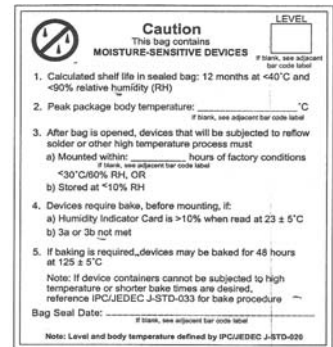 LEVEL
Caution
This bag contains
MOISTURE-SENSITIVE DEVICES
If blank, see adjacent
bar code label
1. Calculated shelf life in sealed bag: 12 months at <40°C and
<90% relative humidity (RH)
2. Peak package body temperature: ____________ °C
If blank, see adjacent bar code label
3. After bag is opened, devices that will be subjected to reflow
solder or other high temperature process must
a) Mounted within: __________ hours of factory conditions
If blank, see adjacent bar code label
<30°C/60% RH, OR
b) Stored at <10% RH
4. Devices require bake, before mounting, if:
a) Humidity Indicator Card is >10% when read at 23 ± 5°C
b) 3a or 3b not met
5. If baking is required, devices may be baked for 48 hours
at 125 ± 5°C
Note: If device containers cannot be subjected to high
temperature or shorter bake times are desired,
reference IPC/JEDEC J-STD-033 for bake procedure
Bag Seal Date: ____________
If blank, see adjacent bar code label
Note: Level and body temperature defined by IPC/JEDEC J-STD-020